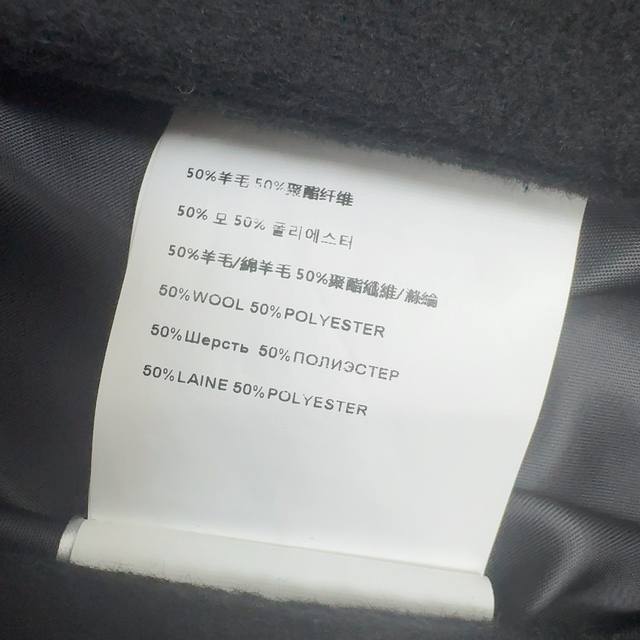 50%羊毛 50%聚酯纤维
50% 모 50% 폴리에스터
50%羊毛/綿羊毛 50%聚酯纖維/滌綸
50%WOOL 50%POLYESTER
50%Шерсть 50%ПОЛИЭСТЕР
50%LAINE 50%POLYESTER